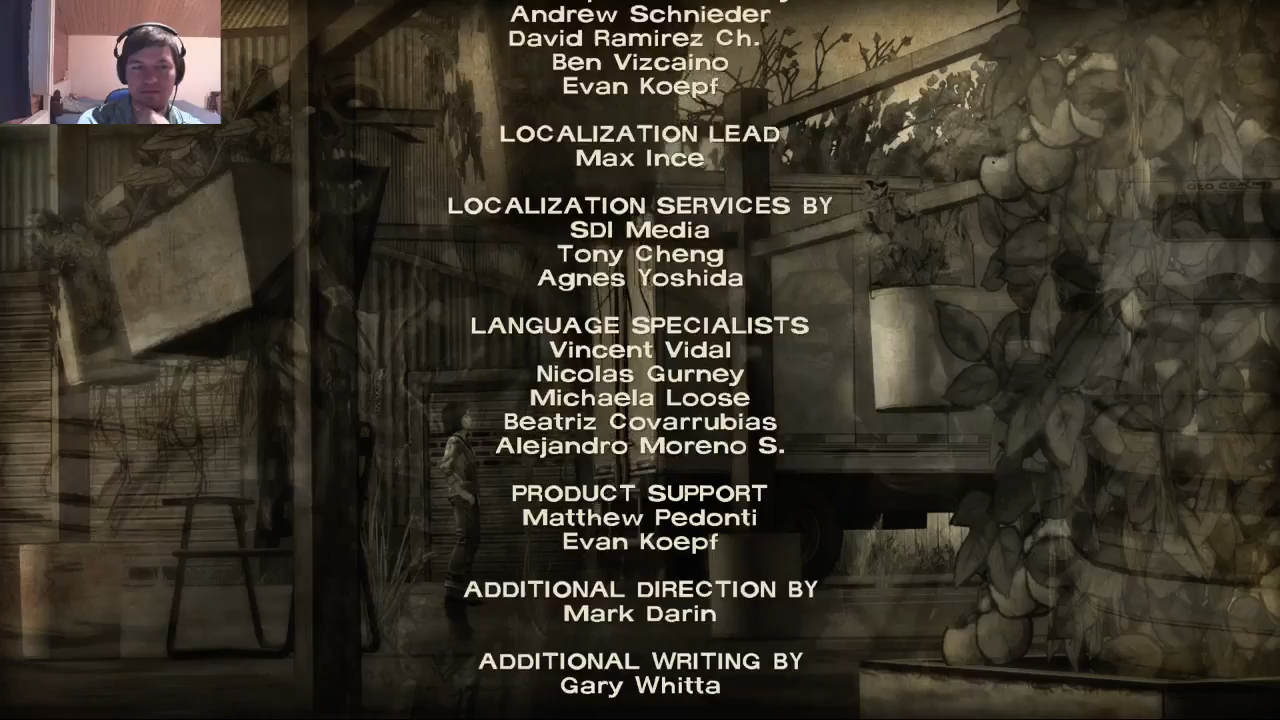 Andrew Schnieder
David Ramirez Ch.
Ben Vizcaino
Evan Koepf
LOCALIZATION LEAD
Max Ince
LOCALIZATION SERVICES BY
SDI Media
Tony Cheng
Agnes Yoshida
LANGUAGE SPECIALISTS
Vincent Vidal
Nicolas Gurney
Michaela Loose
Beatriz Covarrubias
Alejandro Moreno S.
PRODUCT SUPPORT
Matthew Pedonti
Evan Koepf
ADDITIONAL DIRECTION BY
Mark Darin
ADDITIONAL WRITING BY
Gary Whitta